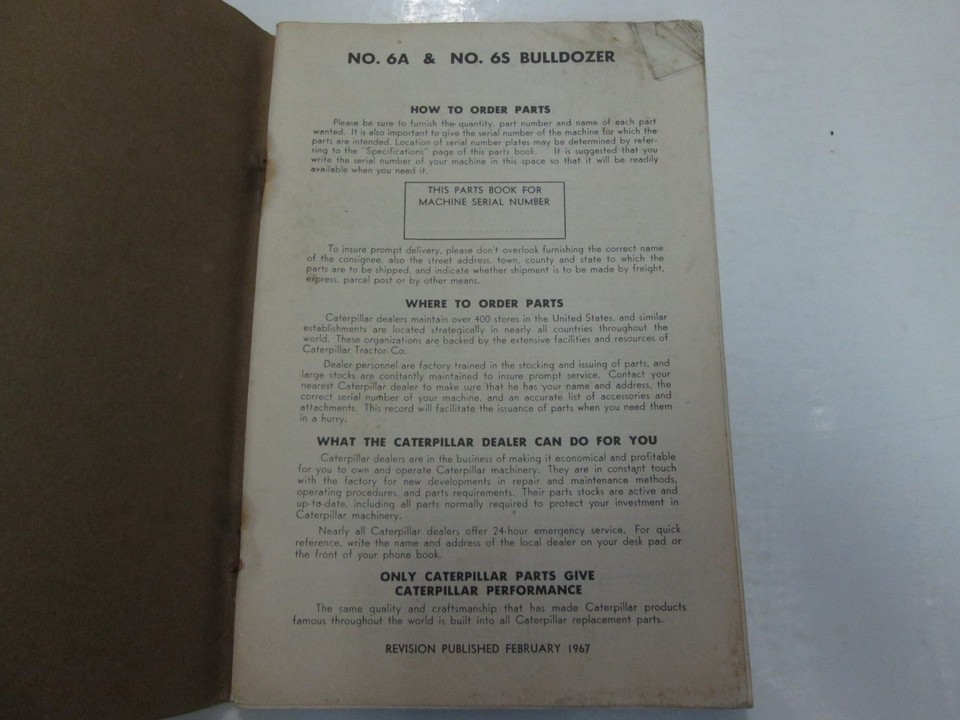 NO. 6A & NO. 6S BULLDOZER
HOW TO ORDER PARTS
Please be sure to furnish the quantity, part number and name of each part
wanted. It is also important to give the serial number of the machine for which the
parts are intended. Location of serial number plates may be determined by refer-
ring to the "Specifications" page of this parts book. It is suggested that you
write the serial number of your machine in this space so that it will be readily
available when you need it.
THIS PARTS BOOK FOR
MACHINE SERIAL NUMBER
To insure prompt delivery, please don't overlook furnishing the correct name
of the consignee, also the street address, town, county and state to which the
parts are to be shipped, and indicate whether shipment is to be made by freight,
express, parcel post or by other means.
WHERE TO ORDER PARTS
Caterpillar dealers maintain over 400 stores in the United States, and similar
establishments are located strategically in nearly all countries throughout the
world. These organizations are backed by the extensive facilities and resources of
Caterpillar Tractor Co.
Dealer personnel are factory trained in the stocking and issuing of parts, and
large stocks are constantly maintained to insure prompt service. Contact your
nearest Caterpillar dealer to make sure that he has your name and address, the
correct serial number of your machine, and an accurate list of accessories and
attachments. This record will facilitate the issuance of parts when you need them
in a hurry.
WHAT THE CATERPILLAR DEALER CAN DO FOR YOU
Caterpillar dealers are in the business of making it economical and profitable
for you to own and operate Caterpillar machinery. They are in constant touch
with the factory for new developments in repair and maintenance methods,
operating procedures, and parts requirements. Their parts stocks are active and
up-to-date, including all parts normally required to protect your investment in
Caterpillar machinery.
Nearly all Caterpillar dealers offer 24-hour emergency service. For quick
reference, write the name and address of the local dealer on your desk pad or
the front of your phone book.
ONLY CATERPILLAR PARTS GIVE
CATERPILLAR PERFORMANCE
The same quality and craftsmanship that has made Caterpillar products
famous throughout the world is built into all Caterpillar replacement parts.
REVISION PUBLISHED FEBRUARY 1967